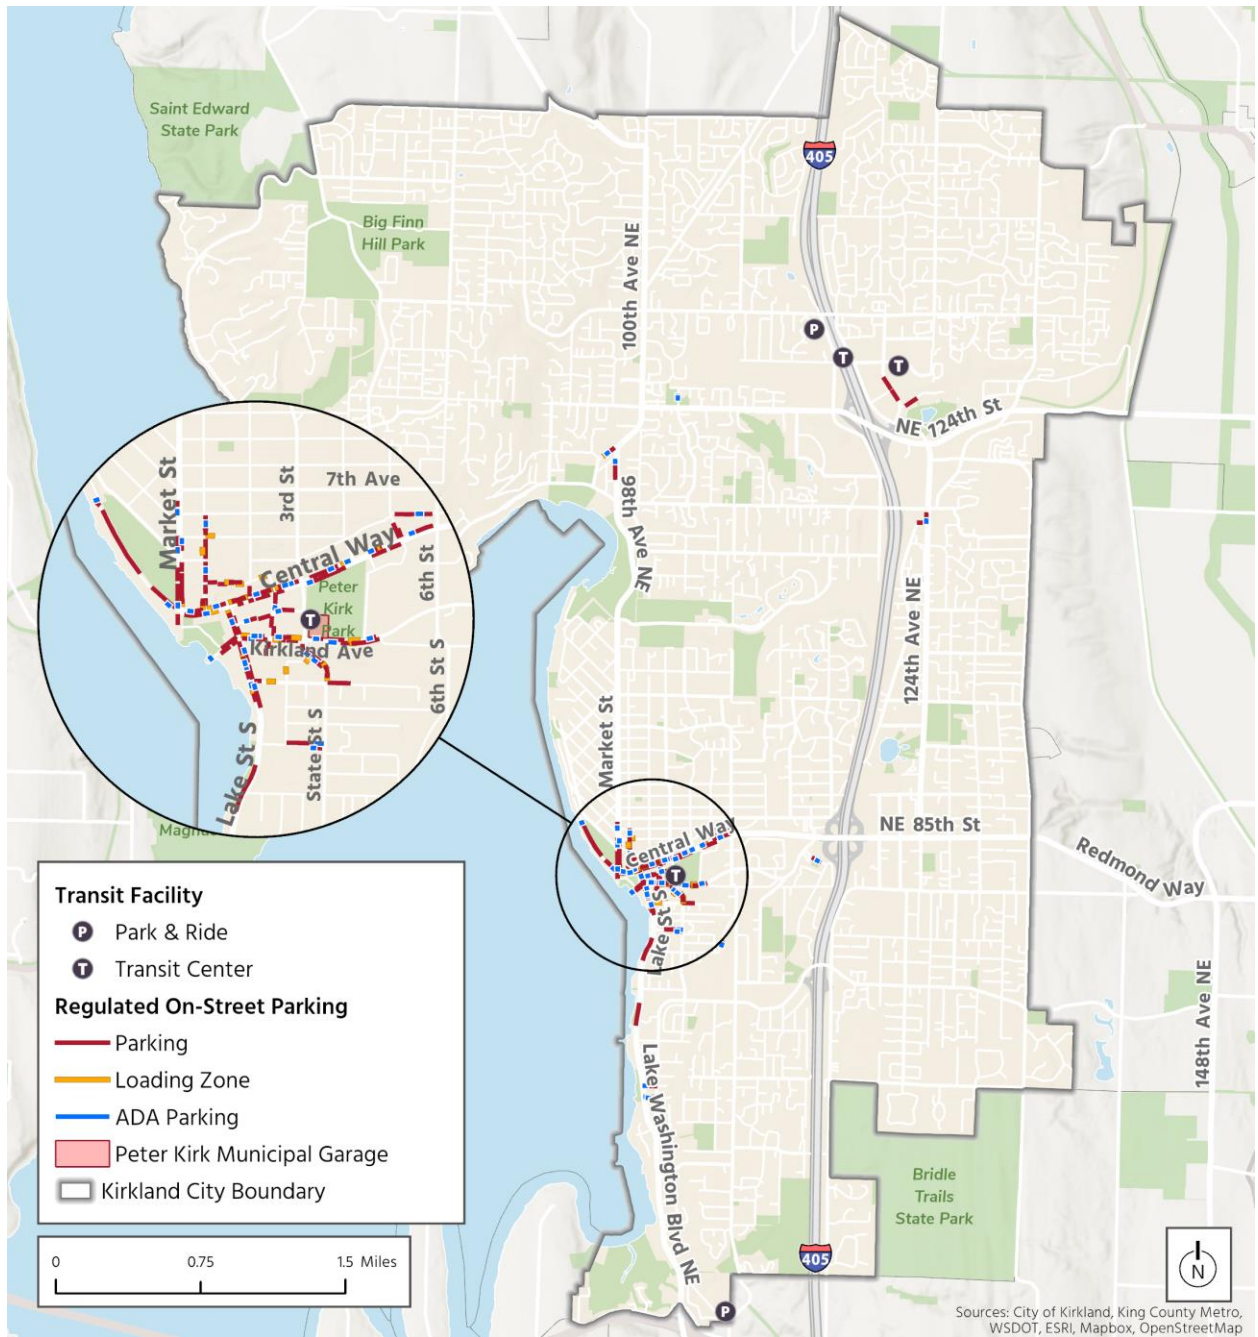 Saint Edward
State Park
405
Big Finn
Hill Park
100th Ave NE
P
T
T
NE 124th St
98th Ave NE
124th Ave NE
Market St
3rd St
7th Ave
Central Way
6th St
Peter
Kirk
Park
T
Kirkland Ave
6th St S
State St S
Lake St S
Market St
NE 85th St
Central Way
T
Lake St S
Redmond Way
148th Ave NE
Lake Washington Blvd NE
Bridle
Trails
State Park
405
P
Transit Facility
P Park & Ride
T Transit Center
Regulated On-Street Parking
Parking
Loading Zone
ADA Parking
Peter Kirk Municipal Garage
Kirkland City Boundary
0 0.75 1.5 Miles
N
Sources: City of Kirkland, King County Metro,
WSDOT, ESRI, Mapbox, OpenStreetMap